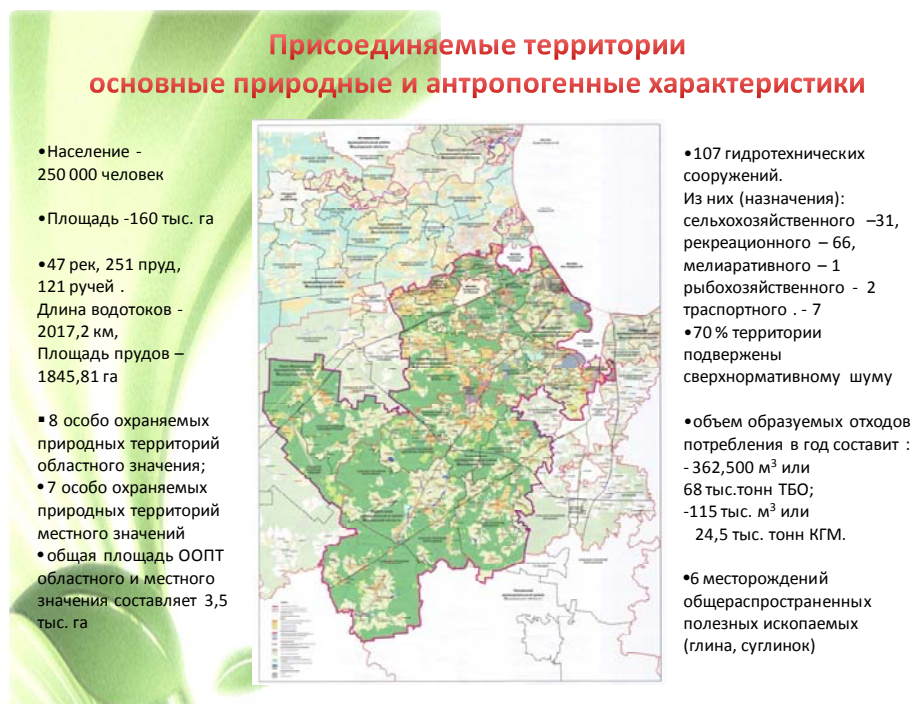 Присоединяемые территории
основные природные и антропогенные характеристики
•Население -
250 000 человек
•Площадь -160 тыс. га
•47 рек, 251 пруд,
121 ручей .
Длина водотоков -
2017,2 км,
Площадь прудов –
1845,81 га
▪ 8 особо охраняемых
природных территорий
областного значения;
•7 особо охраняемых
природных территорий
местного значений
•общая площадь ООПТ
областного и местного
значения составляет 3,5
тыс. га
•107 гидротехнических
сооружений.
Из них (назначения):
сельхохозяйственного –31,
рекреационного – 66,
мелиаративного – 1
рыбохозяйственного - 2
траспортного . - 7
•70 % территории
подвержены
сверхнормативному шуму
•объем образуемых отходов
потребления в год составит :
- 362,500 м³ или
68 тыс.тонн ТБО;
-115 тыс. м³ или
24,5 тыс. тонн КГМ.
•6 месторождений
общераспространенных
полезных ископаемых
(глина, суглинок)